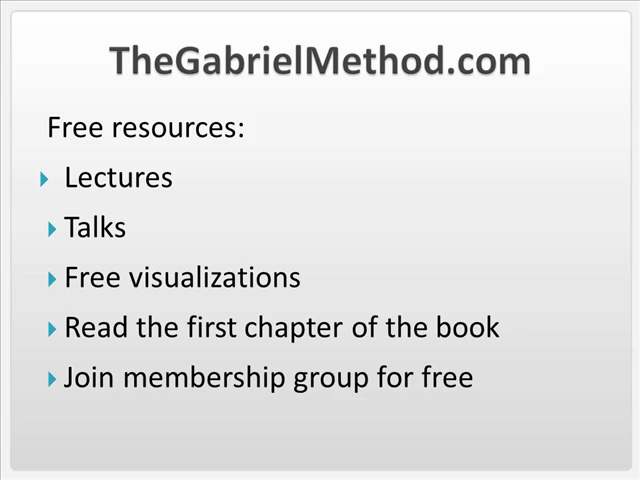 TheGabrielMethod.com
Free resources:
Lectures
Talks
Free visualizations
Read the first chapter of the book
Join membership group for free